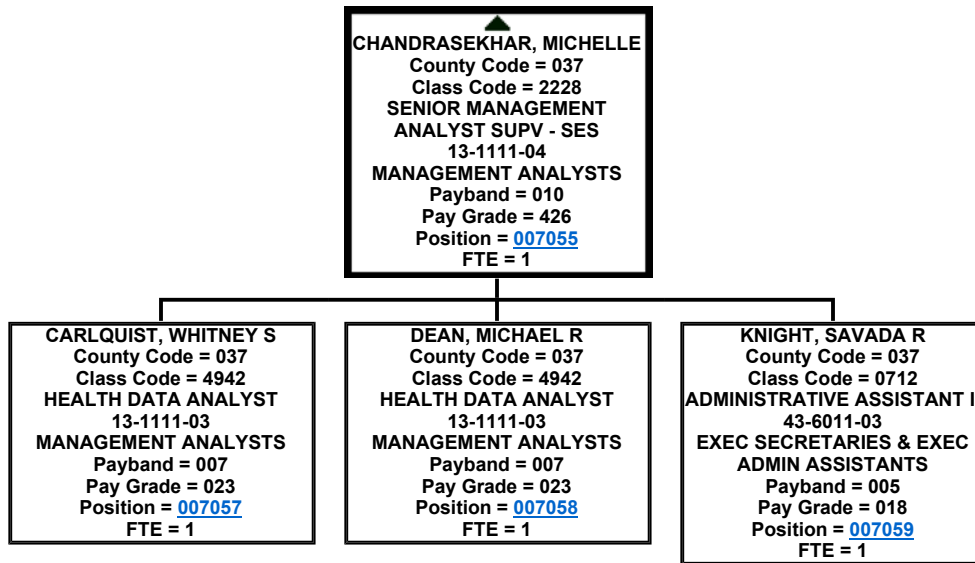 CHANDRASEKHAR, MICHELLE
County Code = 037
Class Code = 2228
SENIOR MANAGEMENT
ANALYST SUPV - SES
13-1111-04
MANAGEMENT ANALYSTS
Payband = 010
Pay Grade = 426
Position = 007055
FTE = 1
CARLQUIST, WHITNEY S
County Code = 037
Class Code = 4942
HEALTH DATA ANALYST
13-1111-03
MANAGEMENT ANALYSTS
Payband = 007
Pay Grade = 023
Position = 007057
FTE = 1
DEAN, MICHAEL R
County Code = 037
Class Code = 4942
HEALTH DATA ANALYST
13-1111-03
MANAGEMENT ANALYSTS
Payband = 007
Pay Grade = 023
Position = 007058
FTE = 1
KNIGHT, SAVADA R
County Code = 037
Class Code = 0712
ADMINISTRATIVE ASSISTANT I
43-6011-03
EXEC SECRETARIES & EXEC
ADMIN ASSISTANTS
Payband = 005
Pay Grade = 018
Position = 007059
FTE = 1